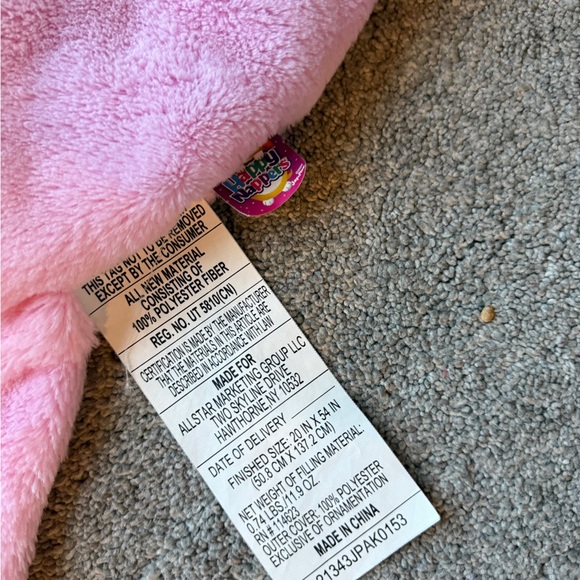 Happy
Nappers
THIS TAG NOT TO BE REMOVED
EXCEPT BY THE CONSUMER
ALL NEW MATERIAL
CONSISTING OF
100% POLYESTER FIBER
REG. NO. UT 5810(CN)
CERTIFICATION IS MADE BY THE MANUFACTURER
THAT THE MATERIALS IN THIS ARTICLE ARE
DESCRIBED IN ACCORDANCE WITH LAW
MADE FOR
ALLSTAR MARKETING GROUP LLC
TWO SKYLINE DRIVE
HAWTHORNE NY 10532
DATE OF DELIVERY
FINISHED SIZE: 20 IN X 54 IN
(50.8 CM X 137.2 CM)
NET WEIGHT OF FILLING MATERIAL:
0.74 LBS/11.9 OZ.
RN # 114623
OUTER COVER: 100% POLYESTER
EXCLUSIVE OF ORNAMENTATION
MADE IN CHINA
21343JPAK0153